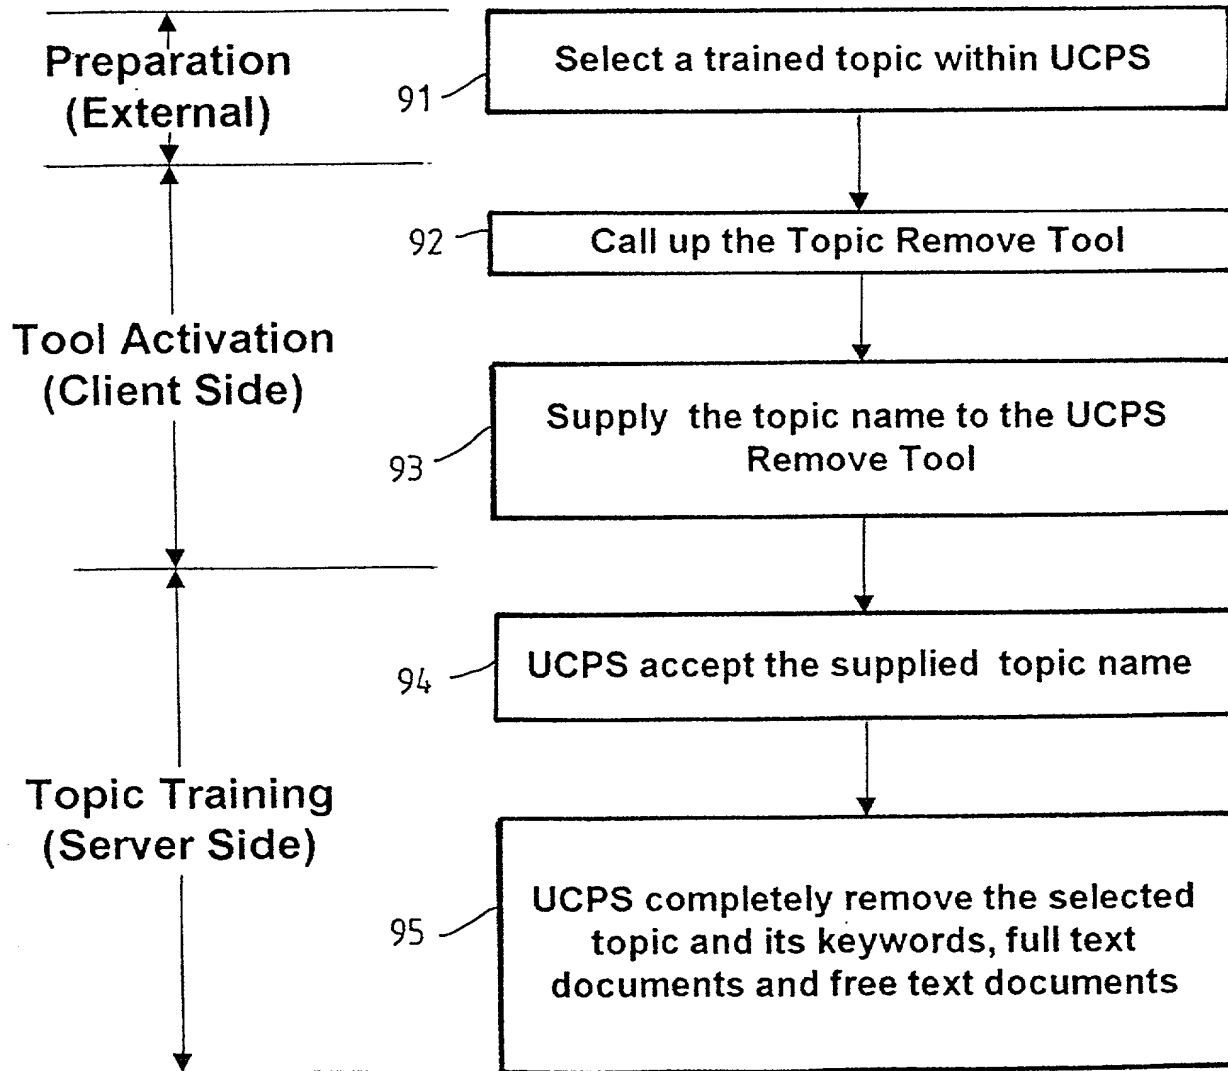 Preparation
(External)
91
Select a trained topic within UCPS
92
Call up the Topic Remove Tool
Tool Activation
(Client Side)
93
Supply the topic name to the UCPS
Remove Tool
94
UCPS accept the supplied topic name
Topic Training
(Server Side)
95
UCPS completely remove the selected
topic and its keywords, full text
documents and free text documents